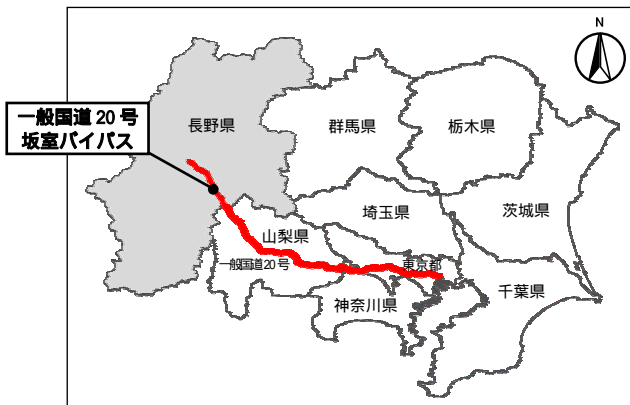 N
一般国道 20 号
坂室バイパス
長野県
群馬県
栃木県
茨城県
埼玉県
山梨県
一般国道20号
東京都
神奈川県
千葉県